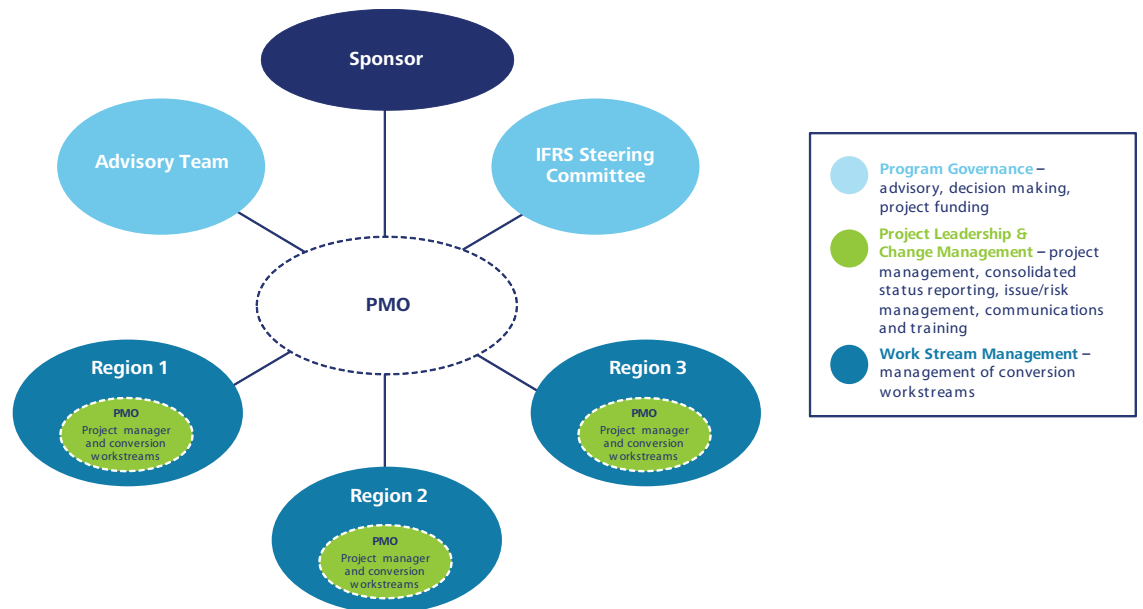 Sponsor
Advisory Team
IFRS Steering
Committee
PMO
Region 1
PMO
Project manager
and conversion
workstreams
Region 2
PMO
Project manager
and conversion
workstreams
Region 3
PMO
Project manager
and conversion
workstreams
Program Governance –
advisory, decision making,
project funding
Project Leadership &
Change Management – project
management, consolidated
status reporting, issue/risk
management, communications
and training
Work Stream Management –
management of conversion
workstreams